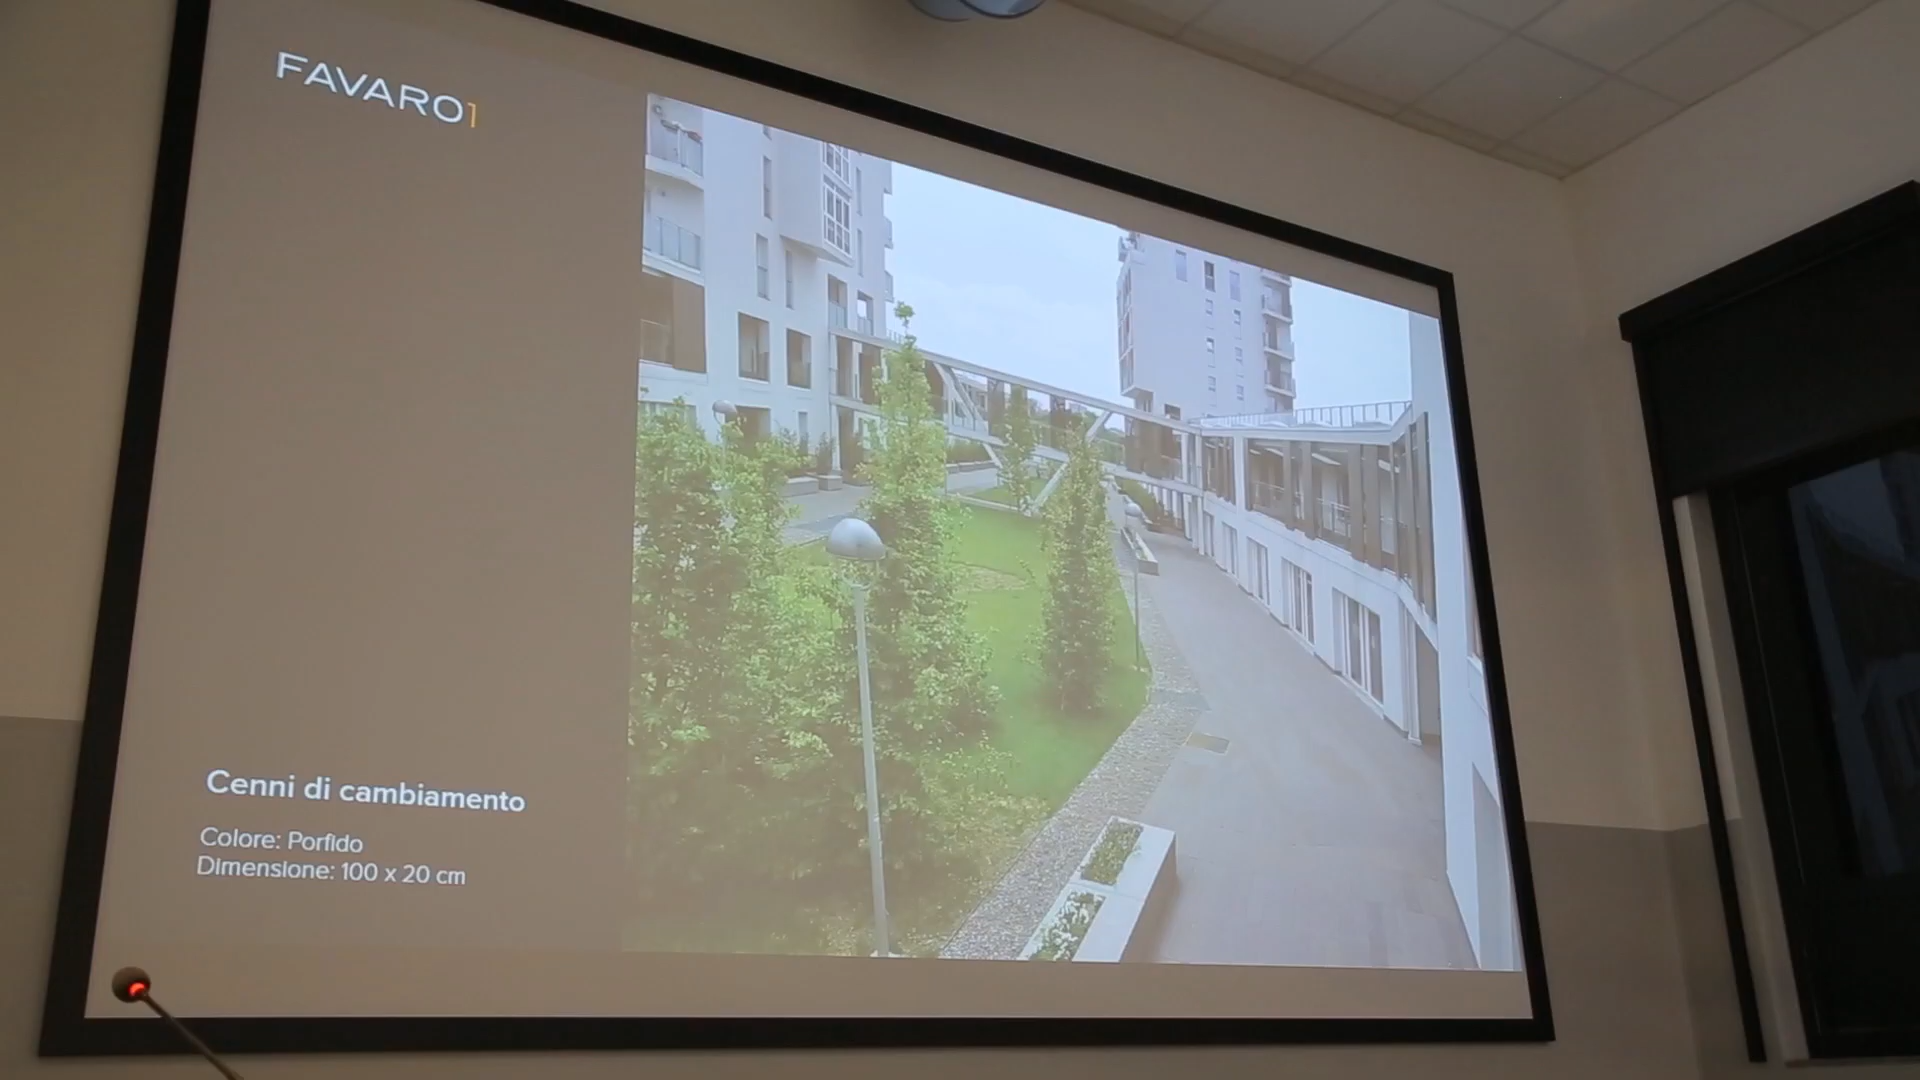 FAVARO1
Cenni di cambiamento
Colore: Porfido
Dimensione: 100 x 20 cm